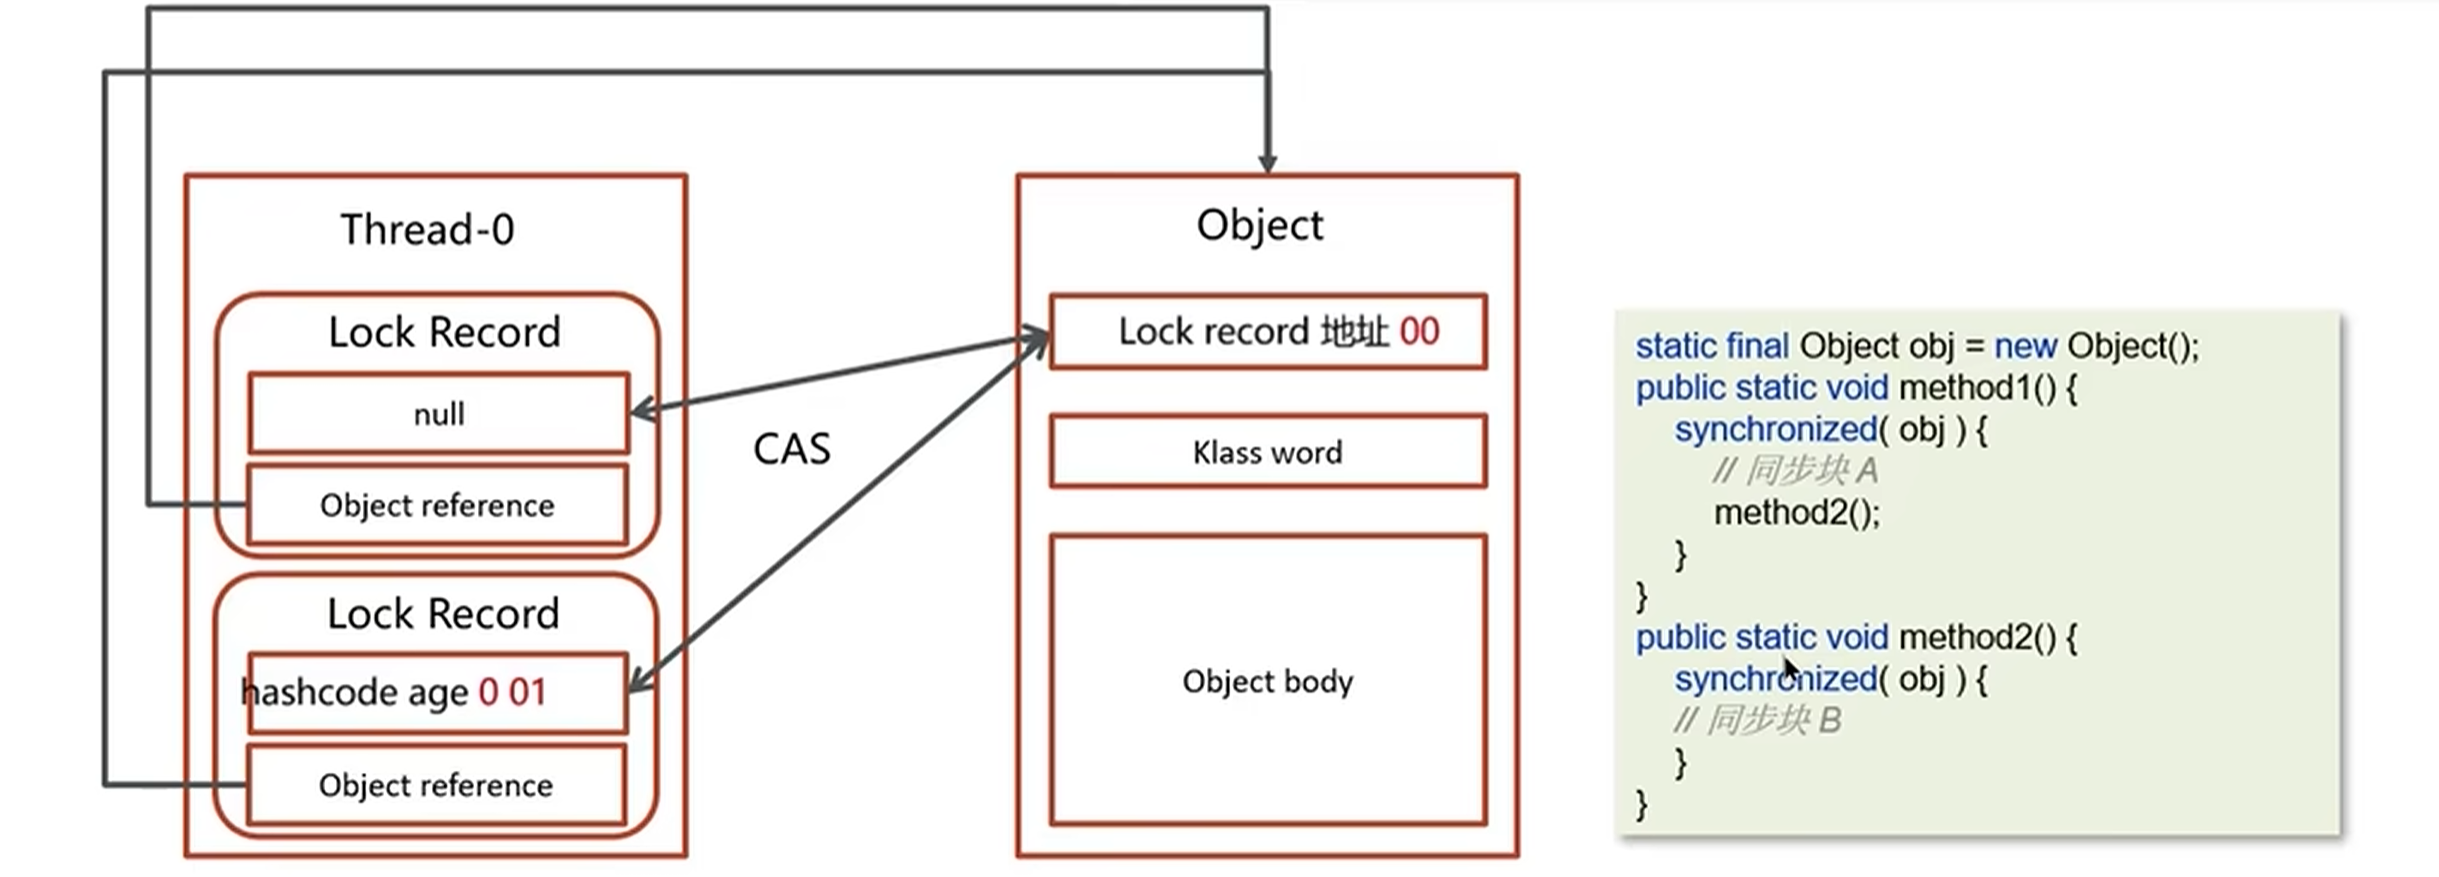 Thread-0
Lock Record
null
Object reference
Lock Record
hashcode age 0 01
Object reference
CAS
Object
Lock record 地址 00
Klass word
Object body
static final Object obj = new Object();
public static void method1() {
synchronized( obj ) {
// 同步块 A
method2();
}
}
public static void method2() {
synchronized( obj ) {
// 同步块 B
}
}